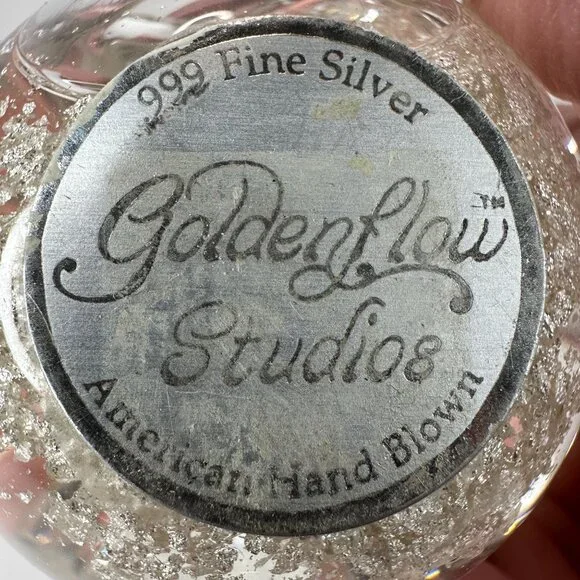 .999 Fine Silver
Goldenflow™
Studios
American Hand Blown